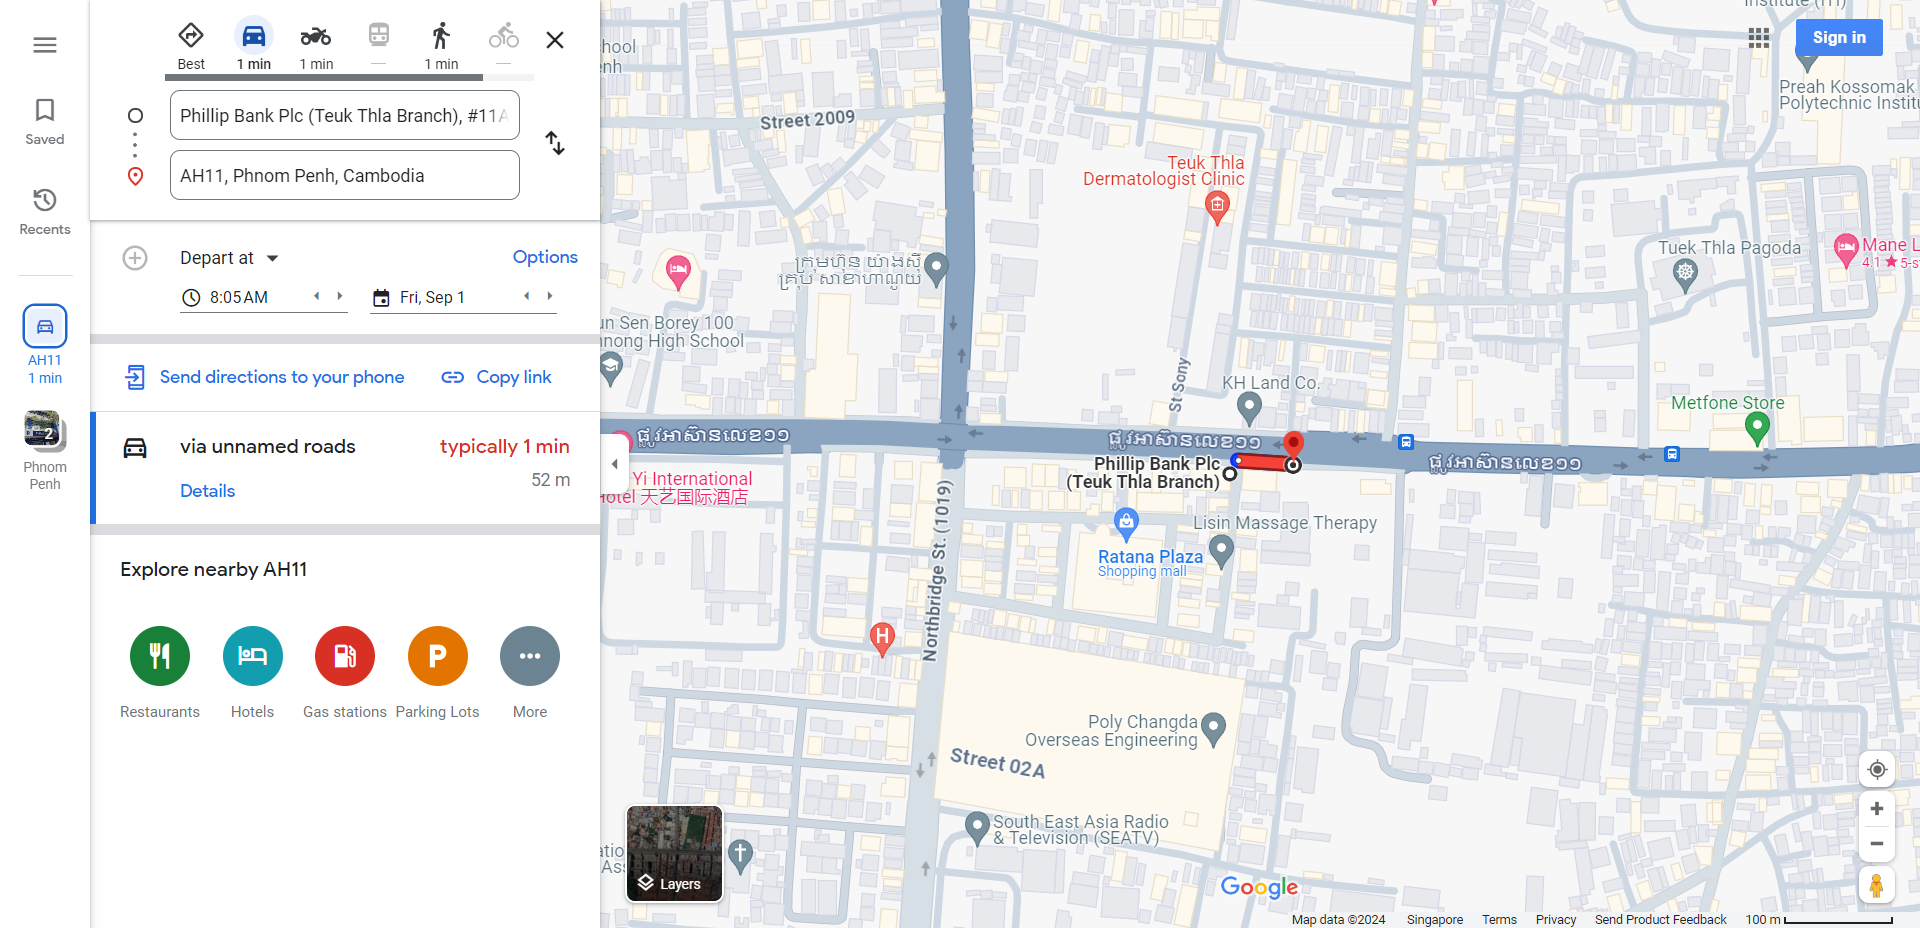 Best
1 min
1 min
—
1 min
—
Phillip Bank Plc (Teuk Thla Branch), #11A
AH11, Phnom Penh, Cambodia
Saved
Recents
AH11
1 min
2
Phnom
Penh
Depart at
Options
8:05 AM
Fri, Sep 1
Send directions to your phone
Copy link
via unnamed roads
typically 1 min
52 m
Details
Explore nearby AH11
Restaurants
Hotels
Gas stations
Parking Lots
More
Sign in
Preah Kossomak
Polytechnic Institu
Street 2009
Teuk Thla
Dermatologist Clinic
Tuek Thla Pagoda
Mane L
4.1★ 5-st
ក្រុមហ៊ុន យ៉ាងស៊ី
គ្រុប សាខាហាណូយ
un Sen Borey 100
nnong High School
St Sony
KH Land Co.
Metfone Store
ផ្លូវអាស៊ានលេខ១១
ផ្លូវអាស៊ានលេខ១១
ផ្លូវអាស៊ានលេខ១១
Phillip Bank Plc
(Teuk Thla Branch)
Yi International
Hotel 天艺国际酒店
Northbridge St. (1019)
Lisin Massage Therapy
Ratana Plaza
Shopping mall
H
Poly Changda
Overseas Engineering
Street 02A
South East Asia Radio
& Television (SEATV)
Layers
Google
Map data ©2024
Singapore
Terms
Privacy
Send Product Feedback
100 m